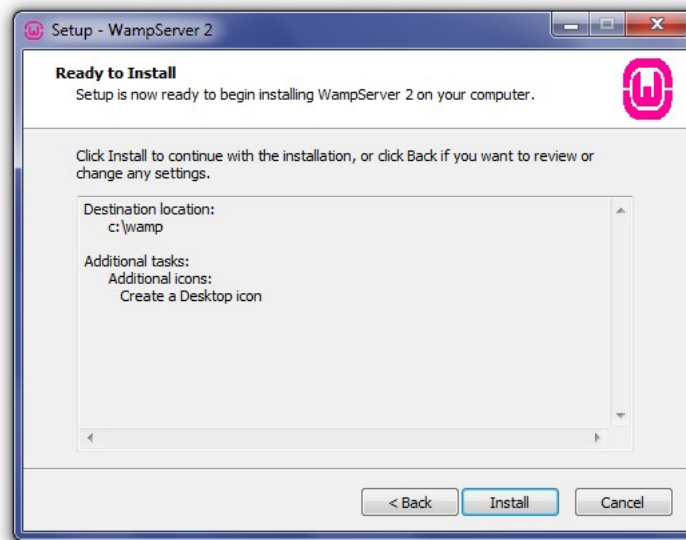 Setup - WampServer 2
Ready to Install
Setup is now ready to begin installing WampServer 2 on your computer.
Click Install to continue with the installation, or click Back if you want to review or
change any settings.
Destination location:
c:\wamp
Additional tasks:
Additional icons:
Create a Desktop icon
< Back
Install
Cancel